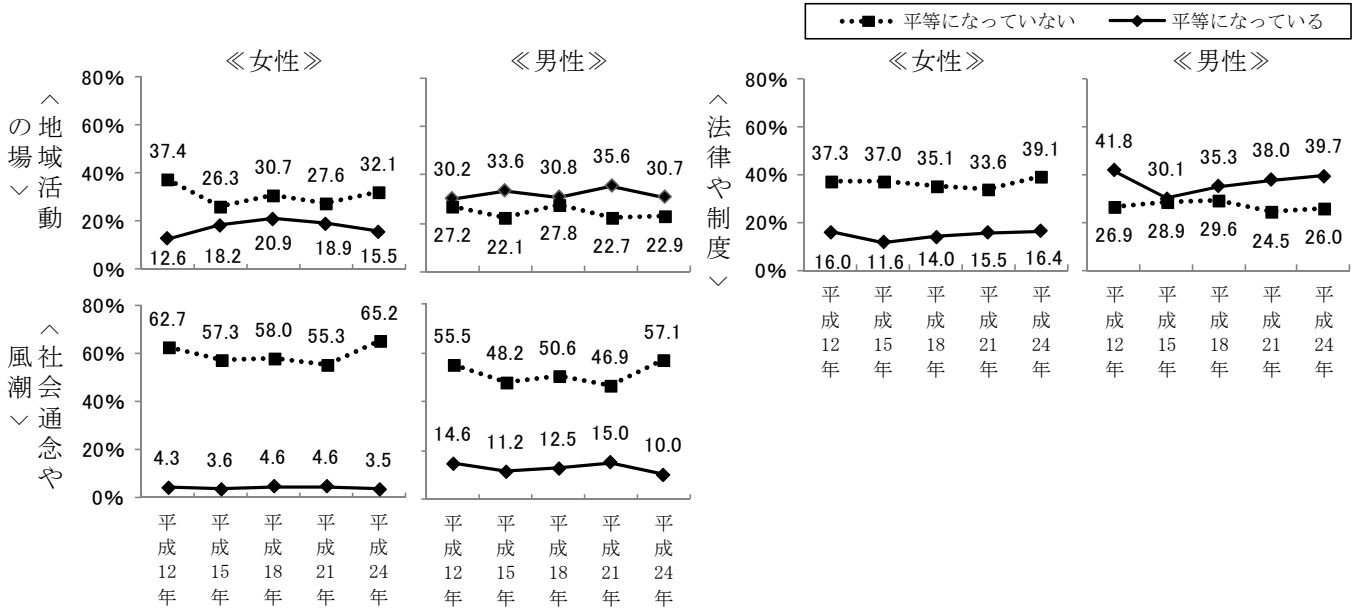 平等になっていない 平等になっている
≪女性≫ ≪男性≫ ≪女性≫ ≪男性≫
〈地域活動の場〉
80%
60%
40%
20%
0%
37.4 26.3 30.7 27.6 32.1
12.6 18.2 20.9 18.9 15.5
30.2 33.6 30.8 35.6 30.7
27.2 22.1 27.8 22.7 22.9
〈法律や制度〉
80%
60%
40%
20%
0%
37.3 37.0 35.1 33.6 39.1
16.0 11.6 14.0 15.5 16.4
41.8 30.1 35.3 38.0 39.7
26.9 28.9 29.6 24.5 26.0
平成12年 平成15年 平成18年 平成21年 平成24年
平成12年 平成15年 平成18年 平成21年 平成24年
〈社会通念や風潮〉
80%
60%
40%
20%
0%
62.7 57.3 58.0 55.3 65.2
4.3 3.6 4.6 4.6 3.5
55.5 48.2 50.6 46.9 57.1
14.6 11.2 12.5 15.0 10.0
平成12年 平成15年 平成18年 平成21年 平成24年
平成12年 平成15年 平成18年 平成21年 平成24年